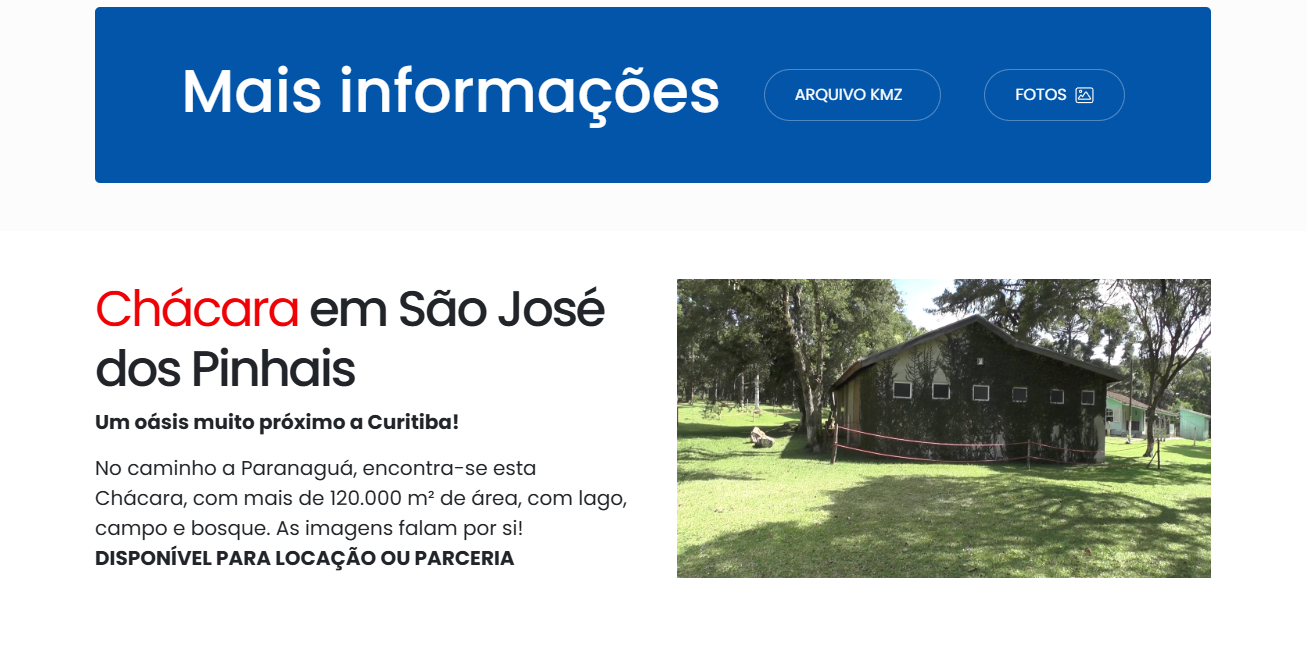 Mais informações
ARQUIVO KMZ
FOTOS
Chácara em São José
dos Pinhais
Um oásis muito próximo a Curitiba!
No caminho a Paranaguá, encontra-se esta
Chácara, com mais de 120.000 m² de área, com lago,
campo e bosque. As imagens falam por si!
DISPONÍVEL PARA LOCAÇÃO OU PARCERIA